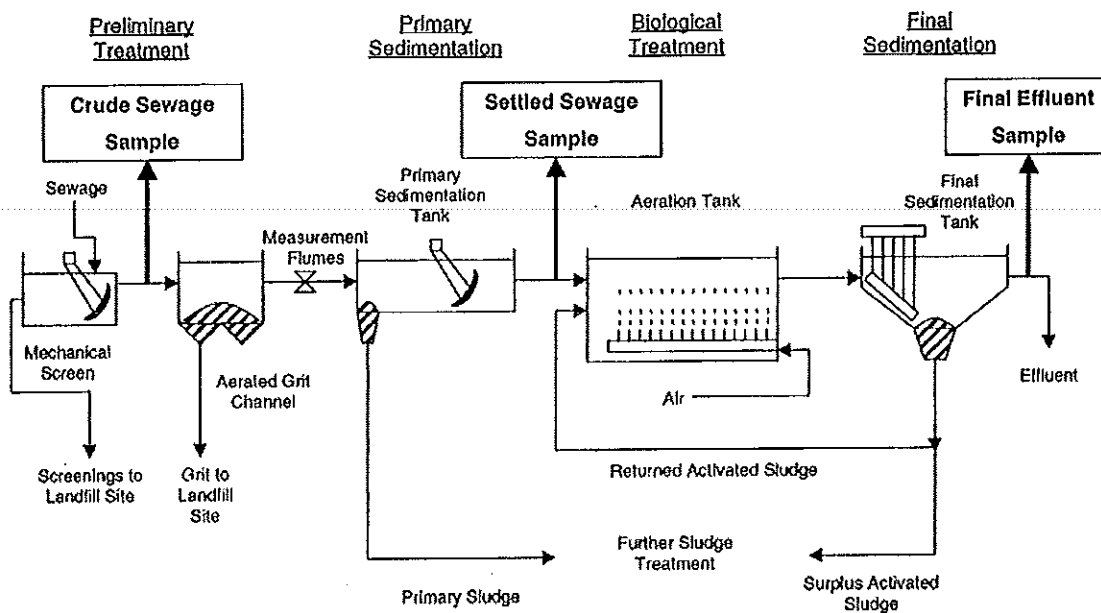 Preliminary
Treatment
Primary
Sedimentation
Biological
Treatment
Final
Sedimentation
Crude Sewage
Sample
Settled Sewage
Sample
Final Effluent
Sample
Sewage
Primary
Sedimentation
Tank
Aeration Tank
Final
Sedimentation
Tank
Measurement
Flumes
Mechanical
Screen
Aerated Grit
Channel
Air
Effluent
Screenings to
Landfill Site
Grit to
Landfill
Site
Returned Activated Sludge
Further Sludge
Treatment
Primary Sludge
Surplus Activated
Sludge